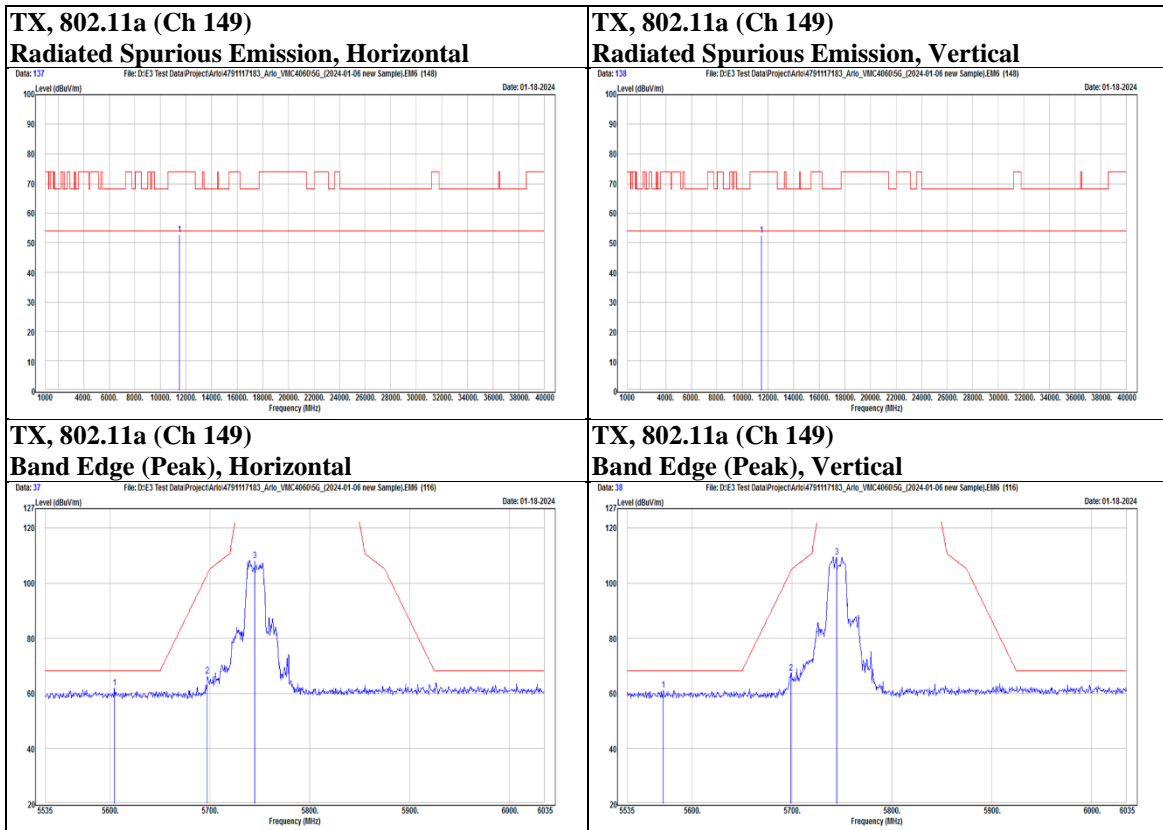 TX, 802.11a (Ch 149)
Radiated Spurious Emission, Horizontal
Data: 137 File: D:\E3 Test Data\Project\Arlo\4791117183_Arlo_VMC4060\5G_(2024-01-06 new Sample).EM6 (148)
Level (dBuV/m) Date: 01-18-2024
100
90
80
70
60
1
50
40
30
20
10
0
1000 4000. 6000. 8000. 10000. 12000. 14000. 16000. 18000. 20000. 22000. 24000. 26000. 28000. 30000. 32000. 34000. 36000. 40000
Frequency (MHz)
TX, 802.11a (Ch 149)
Radiated Spurious Emission, Vertical
Data: 138 File: D:\E3 Test Data\Project\Arlo\4791117183_Arlo_VMC4060\5G_(2024-01-06 new Sample).EM6 (148)
Level (dBuV/m) Date: 01-18-2024
100
90
80
70
60
1
50
40
30
20
10
0
1000 4000. 6000. 8000. 10000. 12000. 14000. 16000. 18000. 20000. 22000. 24000. 26000. 28000. 30000. 32000. 34000. 36000. 40000
Frequency (MHz)
TX, 802.11a (Ch 149)
Band Edge (Peak), Horizontal
Data: 37 File: D:\E3 Test Data\Project\Arlo\4791117183_Arlo_VMC4060\5G_(2024-01-06 new Sample).EM6 (116)
127 Level (dBuV/m) Date: 01-18-2024
120
3
100
80
2
1
60
40
20
5535 5600. 5700. 5800. 5900. 6000. 6035
Frequency (MHz)
TX, 802.11a (Ch 149)
Band Edge (Peak), Vertical
Data: 38 File: D:\E3 Test Data\Project\Arlo\4791117183_Arlo_VMC4060\5G_(2024-01-06 new Sample).EM6 (116)
127 Level (dBuV/m) Date: 01-18-2024
120
3
100
80
2
1
60
40
20
5535 5600. 5700. 5800. 5900. 6000. 6035
Frequency (MHz)